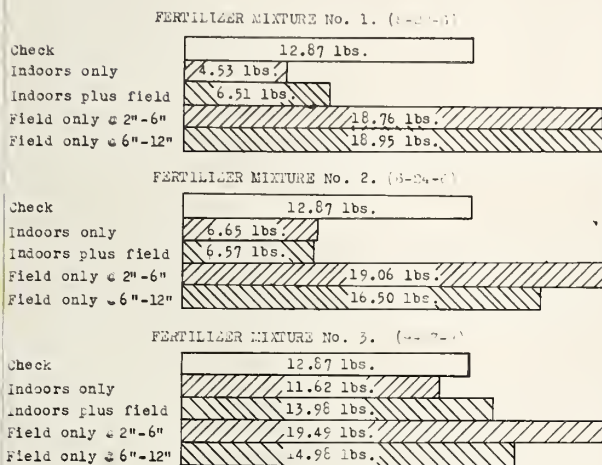 FERTILIZER MIXTURE No. 1.
Check 12.87 lbs.
Indoors only 4.53 lbs.
Indoors plus field 6.51 lbs.
Field only @ 2"-6" 18.76 lbs.
Field only @ 6"-12" 18.95 lbs.
FERTILIZER MIXTURE No. 2. (6-24-6)
Check 12.87 lbs.
Indoors only 6.65 lbs.
Indoors plus field 6.57 lbs.
Field only @ 2"-6" 19.06 lbs.
Field only @ 6"-12" 16.50 lbs.
FERTILIZER MIXTURE No. 3.
Check 12.87 lbs.
Indoors only 11.62 lbs.
Indoors plus field 13.98 lbs.
Field only @ 2"-6" 19.49 lbs.
Field only @ 6"-12" 14.98 lbs.